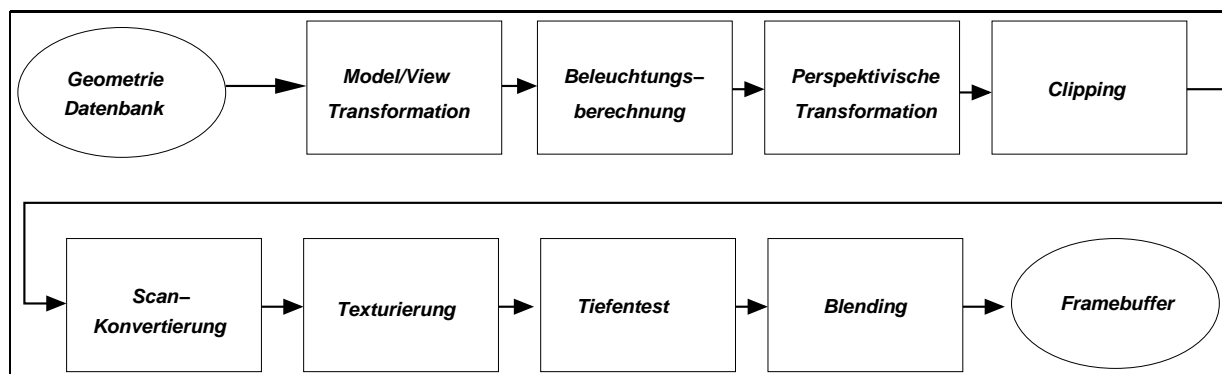 Geometrie
Datenbank
Model/View
Transformation
Beleuchtungs–
berechnung
Perspektivische
Transformation
Clipping
Scan–
Konvertierung
Texturierung
Tiefentest
Blending
Framebuffer